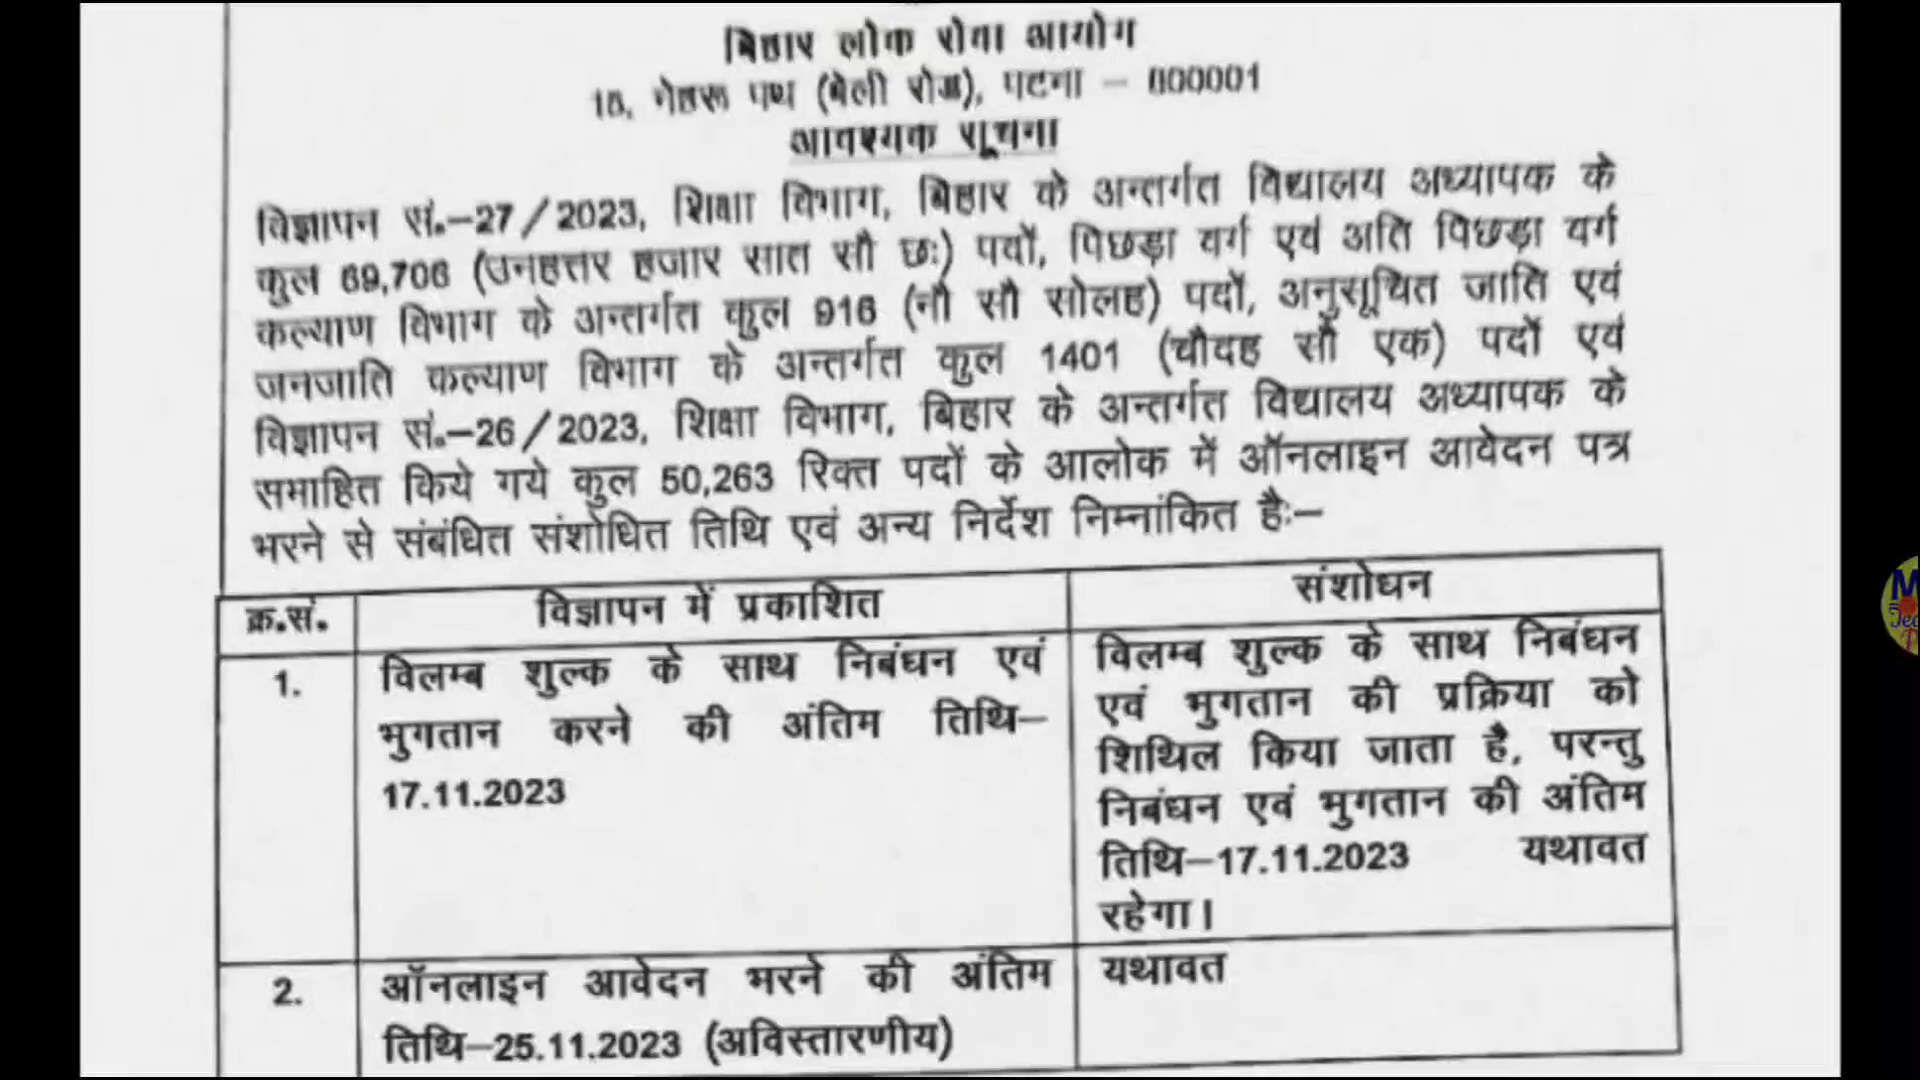 बिहार लोक सेवा आयोग
15, नेहरू पथ (बेली रोड), पटना – 800001
आवश्यक सूचना
विज्ञापन सं.–27/2023, शिक्षा विभाग, बिहार के अन्तर्गत विद्यालय अध्यापक के
कुल 69,706 (उनहत्तर हजार सात सौ छः) पदों, पिछड़ा वर्ग एवं अति पिछड़ा वर्ग
कल्याण विभाग के अन्तर्गत कुल 916 (नौ सौ सोलह) पदों, अनुसूचित जाति एवं
जनजाति कल्याण विभाग के अन्तर्गत कुल 1401 (चौदह सौ एक) पदों एवं
विज्ञापन सं.–26/2023, शिक्षा विभाग, बिहार के अन्तर्गत विद्यालय अध्यापक के
समाहित किये गये कुल 50,263 रिक्त पदों के आलोक में ऑनलाइन आवेदन पत्र
भरने से संबंधित संशोधित तिथि एवं अन्य निर्देश निम्नांकित हैः–
क्र.सं. विज्ञापन में प्रकाशित संशोधन
1. विलम्ब शुल्क के साथ निबंधन एवं
भुगतान करने की अंतिम तिथि–
17.11.2023
विलम्ब शुल्क के साथ निबंधन
एवं भुगतान की प्रक्रिया को
शिथिल किया जाता है, परन्तु
निबंधन एवं भुगतान की अंतिम
तिथि–17.11.2023 यथावत
रहेगा।
2. ऑनलाइन आवेदन भरने की अंतिम
तिथि–25.11.2023 (अविस्तारणीय)
यथावत